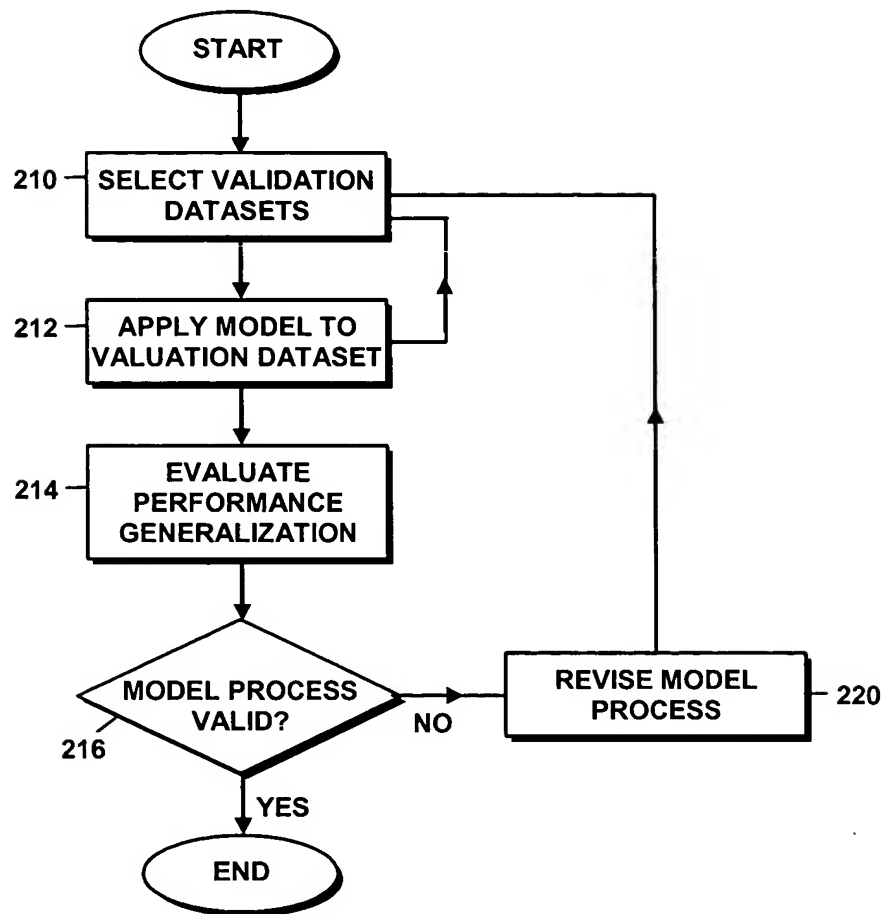 START
210
SELECT VALIDATION
DATASETS
212
APPLY MODEL TO
VALUATION DATASET
214
EVALUATE
PERFORMANCE
GENERALIZATION
MODEL PROCESS
VALID?
216
NO
REVISE MODEL
PROCESS
220
YES
END